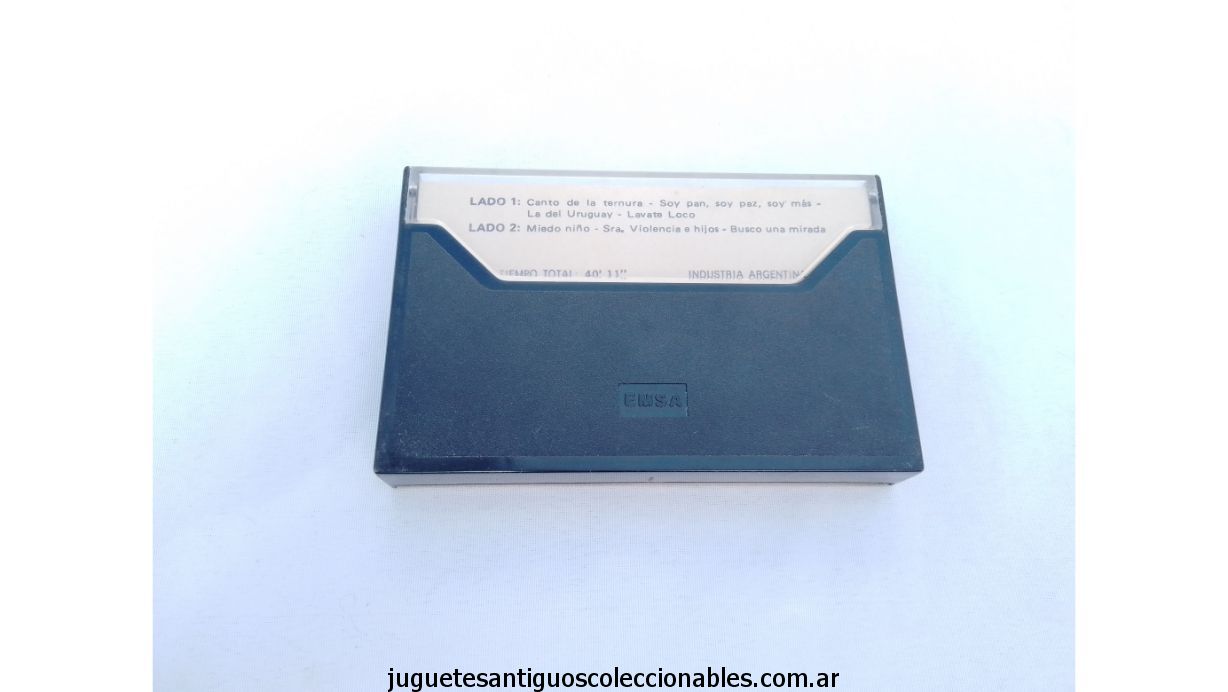 LADO 1: Canto de la ternura - Soy pan, soy paz, soy más -
La del Uruguay - Lavate Loco
LADO 2: Miedo niño - Sra. Violencia e hijos - Busco una mirada
TIEMPO TOTAL: 40' 11" INDUSTRIA ARGENTINA
EMSA
juguetesantiguoscoleccionables.com.ar